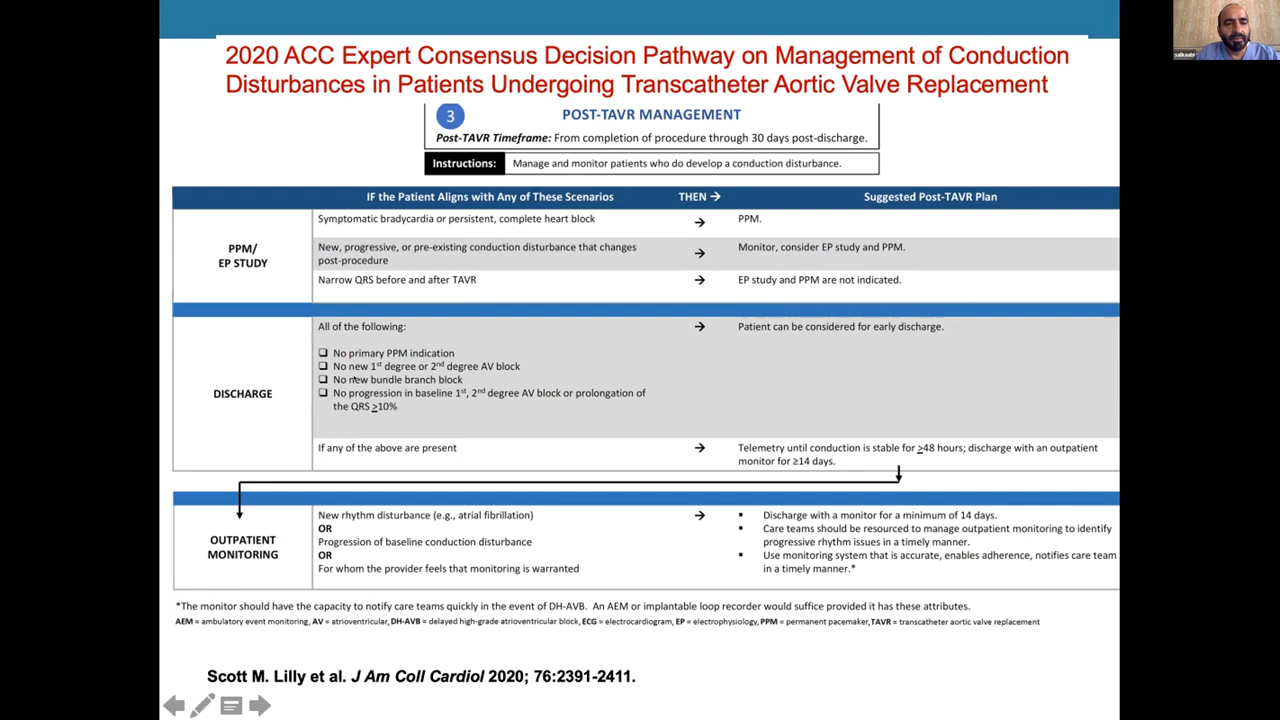 2020 ACC Expert Consensus Decision Pathway on Management of Conduction
Disturbances in Patients Undergoing Transcatheter Aortic Valve Replacement
3
POST-TAVR MANAGEMENT
Post-TAVR Timeframe: From completion of procedure through 30 days post-discharge.
Instructions: Manage and monitor patients who do develop a conduction disturbance.
IF the Patient Aligns with Any of These Scenarios THEN → Suggested Post-TAVR Plan
PPM/
EP STUDY
Symptomatic bradycardia or persistent, complete heart block → PPM.
New, progressive, or pre-existing conduction disturbance that changes
post-procedure
→ Monitor, consider EP study and PPM.
Narrow QRS before and after TAVR → EP study and PPM are not indicated.
DISCHARGE
All of the following: → Patient can be considered for early discharge.
❑ No primary PPM indication
❑ No new 1st degree or 2nd degree AV block
❑ No new bundle branch block
❑ No progression in baseline 1st, 2nd degree AV block or prolongation of
the QRS ≥10%
If any of the above are present → Telemetry until conduction is stable for ≥48 hours; discharge with an outpatient
monitor for ≥14 days.
OUTPATIENT
MONITORING
New rhythm disturbance (e.g., atrial fibrillation)
OR
Progression of baseline conduction disturbance
OR
For whom the provider feels that monitoring is warranted
→
▪ Discharge with a monitor for a minimum of 14 days.
▪ Care teams should be resourced to manage outpatient monitoring to identify
progressive rhythm issues in a timely manner.
▪ Use monitoring system that is accurate, enables adherence, notifies care team
in a timely manner.*
*The monitor should have the capacity to notify care teams quickly in the event of DH-AVB. An AEM or implantable loop recorder would suffice provided it has these attributes.
AEM = ambulatory event monitoring, AV = atrioventricular, DH-AVB = delayed high-grade atrioventricular block, ECG = electrocardiogram, EP = electrophysiology, PPM = permanent pacemaker, TAVR = transcatheter aortic valve replacement
Scott M. Lilly et al. J Am Coll Cardiol 2020; 76:2391-2411.